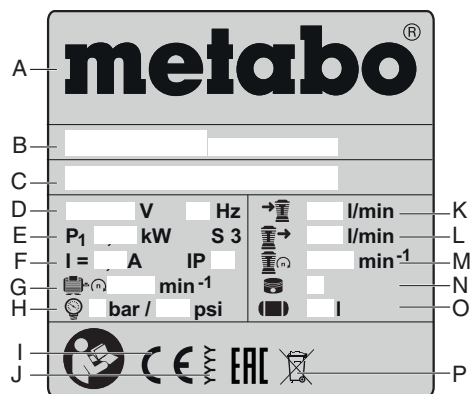 A metabo ®
B
C
D V Hz
E P1 , kW S 3
F I = , A IP
G n min-1
H bar / psi
l/min K
l/min L
n min-1 M
N
l O
I CE
J EAC P